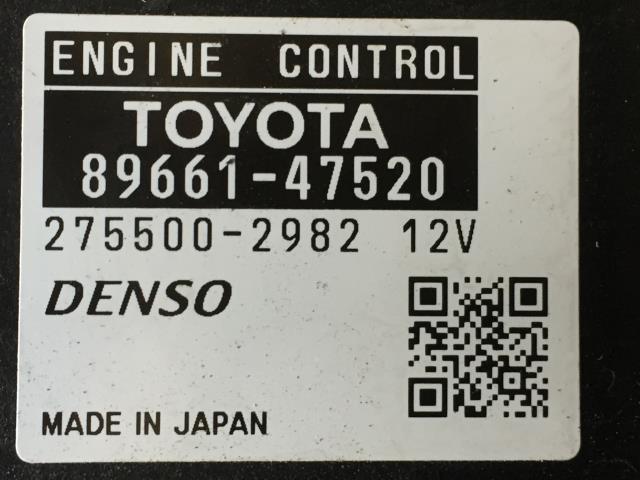 ENGINE CONTROL
TOYOTA
89661-47520
275500-2982 12V
DENSO
MADE IN JAPAN